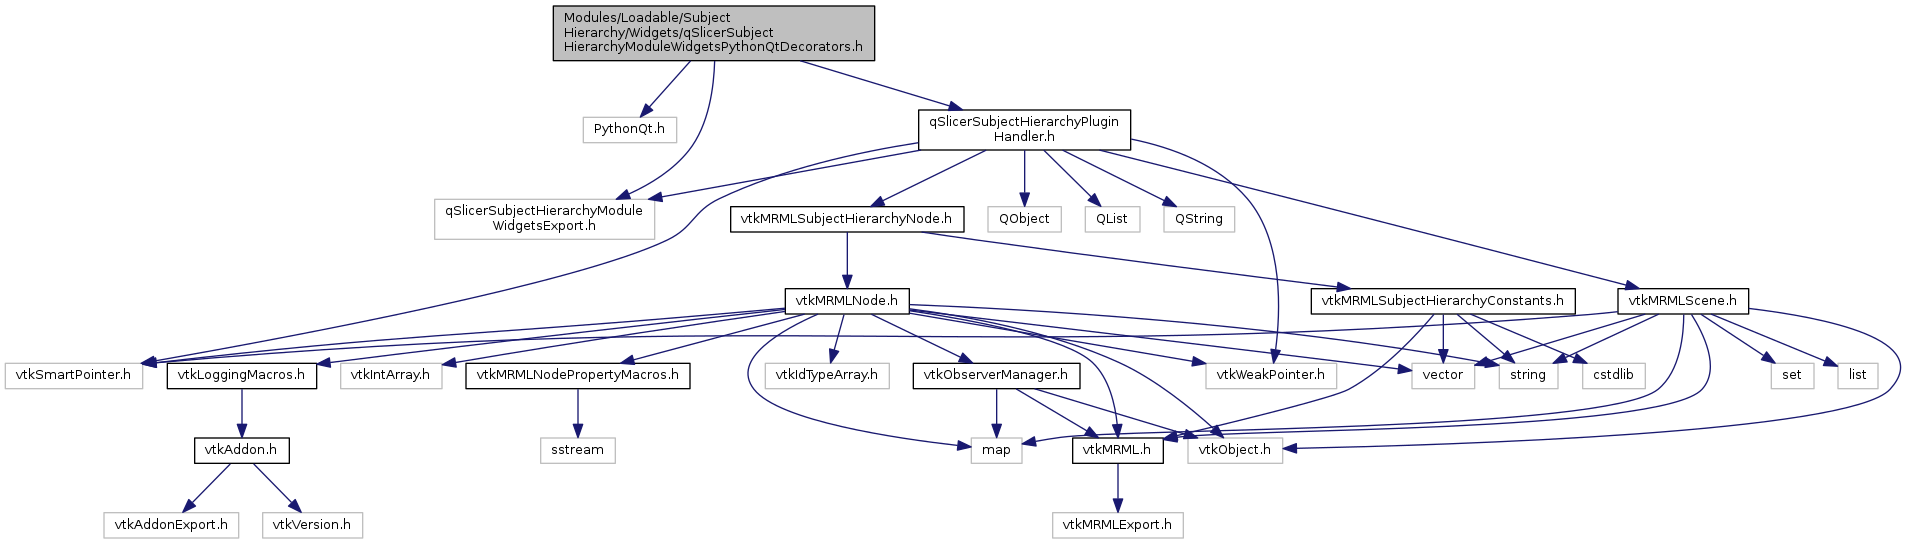 Modules/Loadable/Subject
Hierarchy/Widgets/qSlicerSubject
HierarchyModuleWidgetsPythonQtDecorators.h
PythonQt.h
qSlicerSubjectHierarchyPlugin
Handler.h
qSlicerSubjectHierarchyModule
WidgetsExport.h
vtkMRMLSubjectHierarchyNode.h
QObject
QList
QString
vtkMRMLNode.h
vtkMRMLSubjectHierarchyConstants.h
vtkMRMLScene.h
vtkSmartPointer.h
vtkLoggingMacros.h
vtkIntArray.h
vtkMRMLNodePropertyMacros.h
vtkIdTypeArray.h
vtkObserverManager.h
vtkWeakPointer.h
vector
string
cstdlib
set
list
vtkAddon.h
sstream
map
vtkMRML.h
vtkObject.h
vtkAddonExport.h
vtkVersion.h
vtkMRMLExport.h